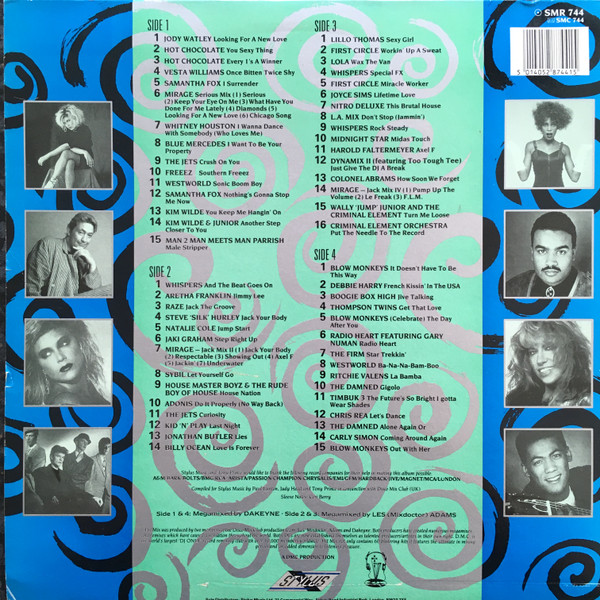 SMR 744
SMC 744
5 014052 874415
SIDE 1
1 JODY WATLEY Looking For A New Love
2 HOT CHOCOLATE You Sexy Thing
3 HOT CHOCOLATE Every 1's A Winner
4 VESTA WILLIAMS Once Bitten Twice Shy
5 SAMANTHA FOX I Surrender
6 MIRAGE Serious Mix (1) Serious
(2) Keep Your Eye On Me (3) What Have You
Done For Me Lately (4) Diamonds (5)
Looking For A New Love (6) Chicago Song
7 WHITNEY HOUSTON I Wanna Dance
with Somebody (Who Loves Me)
8 BLUE MERCEDES I Want To Be Your
Property
9 THE JETS Crush On You
10 FREEEZ Southern Freeez
11 WESTWORLD Sonic Boom Boy
12 SAMANTHA FOX Nothing's Gonna Stop
Me Now
13 KIM WILDE You Keep Me Hangin' On
14 KIM WILDE & JUNIOR Another Step
Closer To You
15 MAN 2 MAN MEETS MAN PARRISH
Male Stripper
SIDE 2
1 WHISPERS And The Beat Goes On
2 ARETHA FRANKLIN Jimmy Lee
3 RAZE Jack The Groove
4 STEVE 'SILK' HURLEY Jack Your Body
5 NATALIE COLE Jump Start
6 JAKI GRAHAM Step Right Up
7 MIRAGE – Jack Mix II (1) Jack Your Body
(2) Respectable (3) Showing Out (4) Axel F
(5) Jackin' (7) Underwater
8 SYBIL Let Yourself Go
9 HOUSE MASTER BOYZ & THE RUDE
BOY OF HOUSE House Nation
10 ADONIS Do It Properly (No Way Back)
11 THE JETS Curiosity
12 KID 'N' PLAY Last Night
13 JONATHAN BUTLER Lies
14 BILLY OCEAN Love Is Forever
SIDE 3
1 LILLO THOMAS Sexy Girl
2 FIRST CIRCLE Workin' Up A Sweat
3 LOLA Wax The Van
4 WHISPERS Special FX
5 FIRST CIRCLE Miracle Worker
6 JOYCE SIMS Lifetime Love
7 NITRO DELUXE This Brutal House
8 L.A. MIX Don't Stop (Jammin')
9 WHISPERS Rock Steady
10 MIDNIGHT STAR Midas Touch
11 HAROLD FALTERMEYER Axel F
12 DYNAMIX II (featuring Too Tough Tee)
Just Give The DJ A Break
13 COLONEL ABRAMS How Soon We Forget
14 MIRAGE – Jack Mix IV (1) Pump Up The
Volume (2) Le Freak (3) F.L.M.
15 WALLY JUMP' JUNIOR AND THE
CRIMINAL ELEMENT Turn Me Loose
16 CRIMINAL ELEMENT ORCHESTRA
Put The Needle To The Record
SIDE 4
1 BLOW MONKEYS It Doesn't Have To Be
This Way
2 DEBBIE HARRY French Kissin' In The USA
3 BOOGIE BOX HIGH Jive Talking
4 THOMPSON TWINS Get That Love
5 BLOW MONKEYS (Celebrate) The Day
After You
6 RADIO HEART FEATURING GARY
NUMAN Radio Heart
7 THE FIRM Star Trekkin'
8 WESTWORLD Ba-Na-Na-Bam-Boo
9 RITCHIE VALENS La Bamba
10 THE DAMNED Gigolo
11 TIMBUK 3 The Future's So Bright I gotta
Wear Shades
12 CHRIS REA Let's Dance
13 THE DAMNED Alone Again Or
14 CARLY SIMON Coming Around Again
15 BLOW MONKEYS Out With Her
Side 1 & 4: Megamixed by DAKEYNE · Side 2 & 3: Megamixed by LES (Mixdoctor) ADAMS
A DMC PRODUCTION
STYLUS